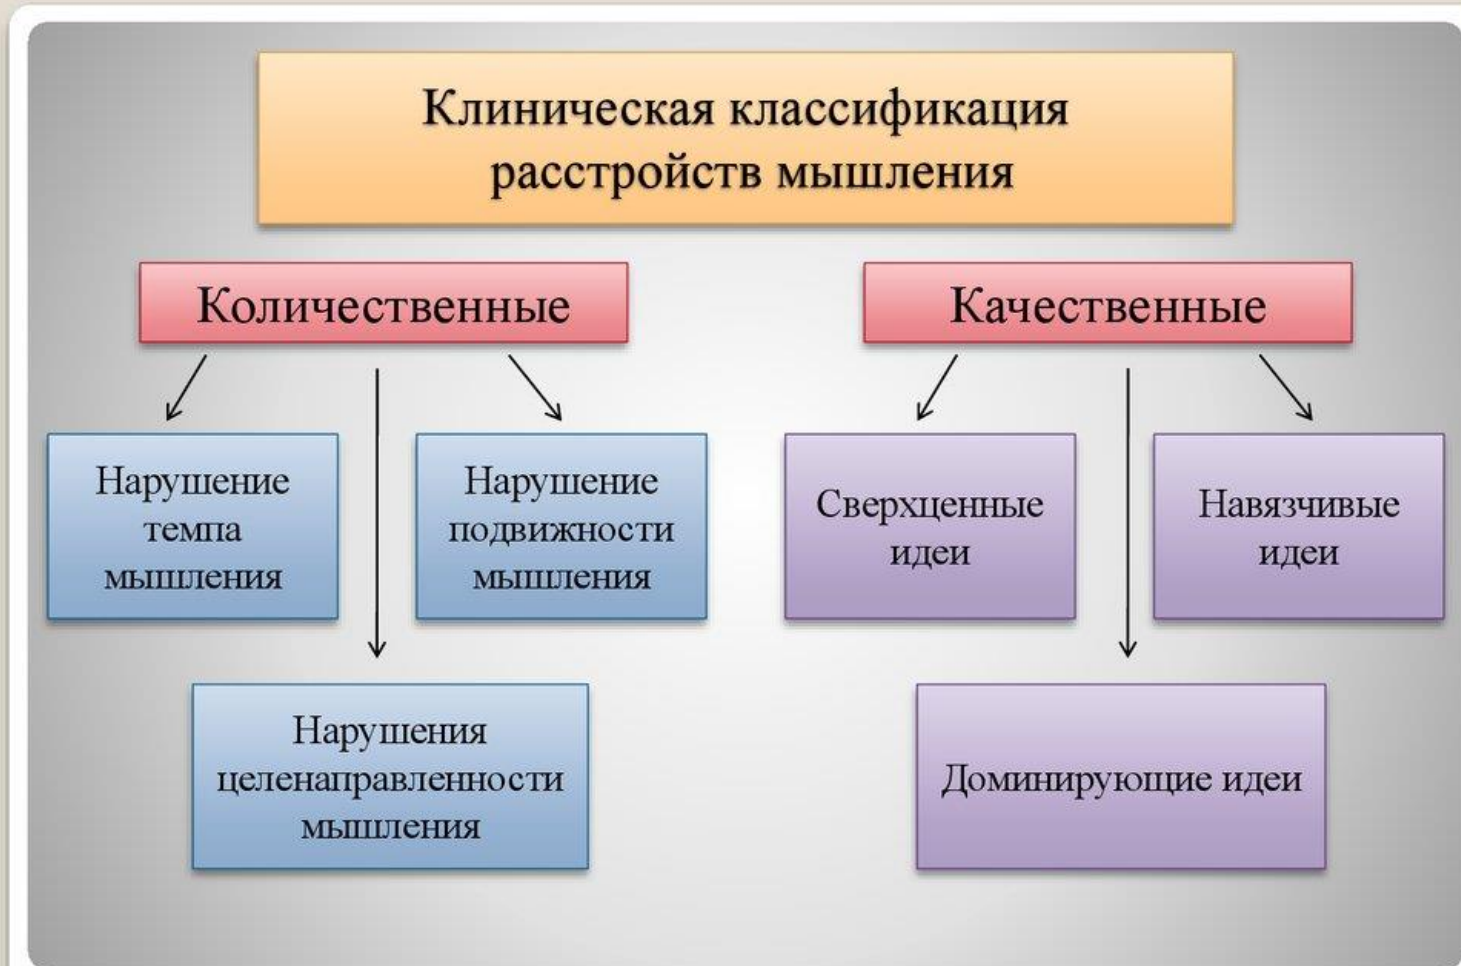 Клиническая классификация
расстройств мышления
Количественные
Качественные
Нарушение
темпа
мышления
Нарушение
подвижности
мышления
Сверхценные
идеи
Навязчивые
идеи
Нарушения
целенаправленности
мышления
Доминирующие идеи